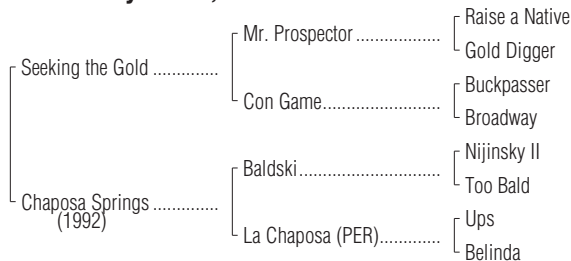 Raise a Native
Mr. Prospector ..................
Gold Digger
Seeking the Gold ..............
Buckpasser
Con Game.........................
Broadway
Nijinsky II
Baldski..............................
Too Bald
Chaposa Springs ..............
(1992)
Ups
La Chaposa (PER).............
Belinda